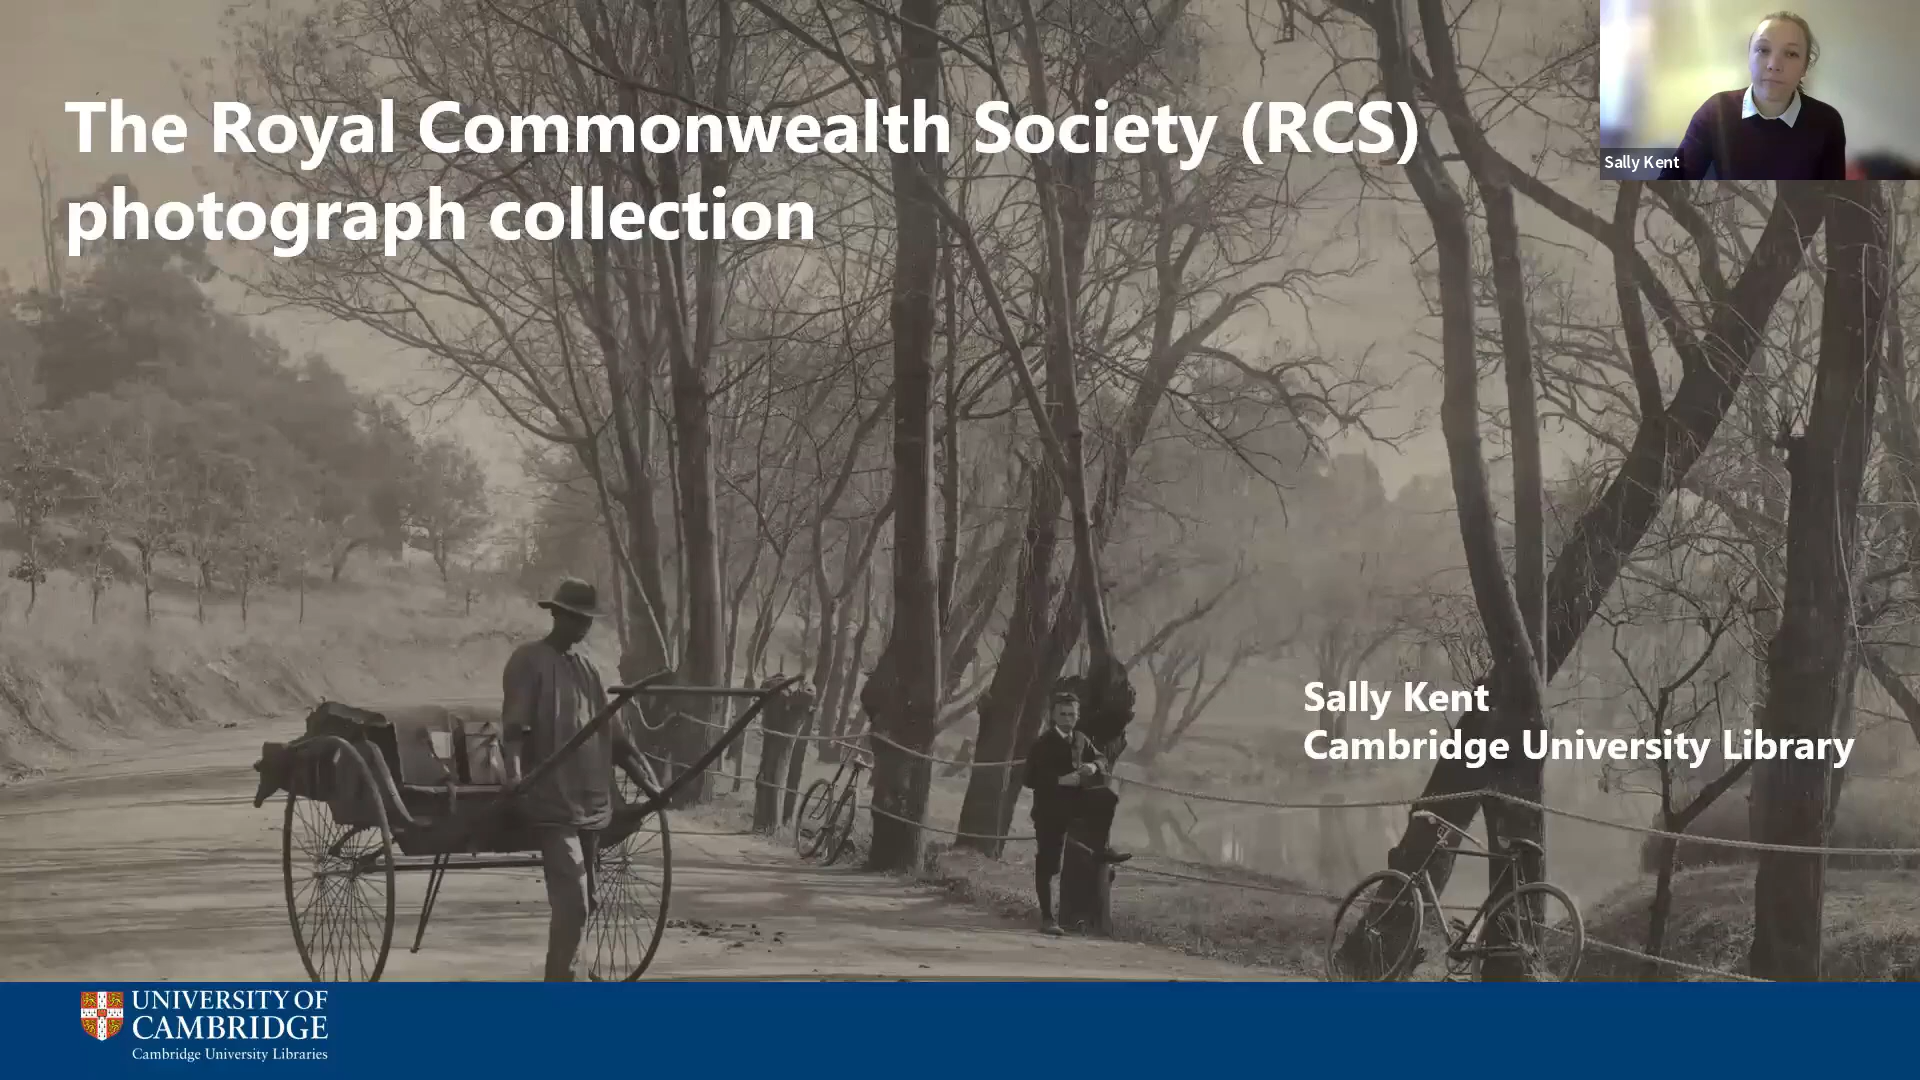 The Royal Commonwealth Society (RCS)
photograph collection
Sally Kent
Sally Kent
Cambridge University Library
UNIVERSITY OF
CAMBRIDGE
Cambridge University Libraries